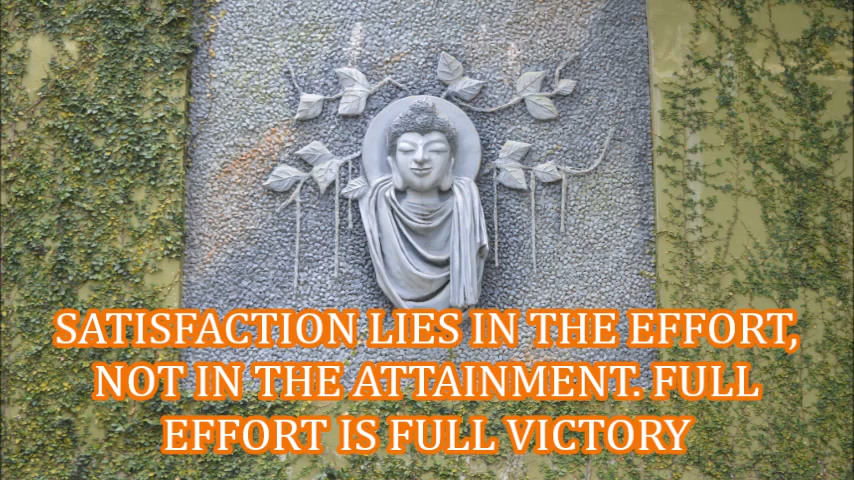 SATISFACTION LIES IN THE EFFORT,
NOT IN THE ATTAINMENT. FULL
EFFORT IS FULL VICTORY